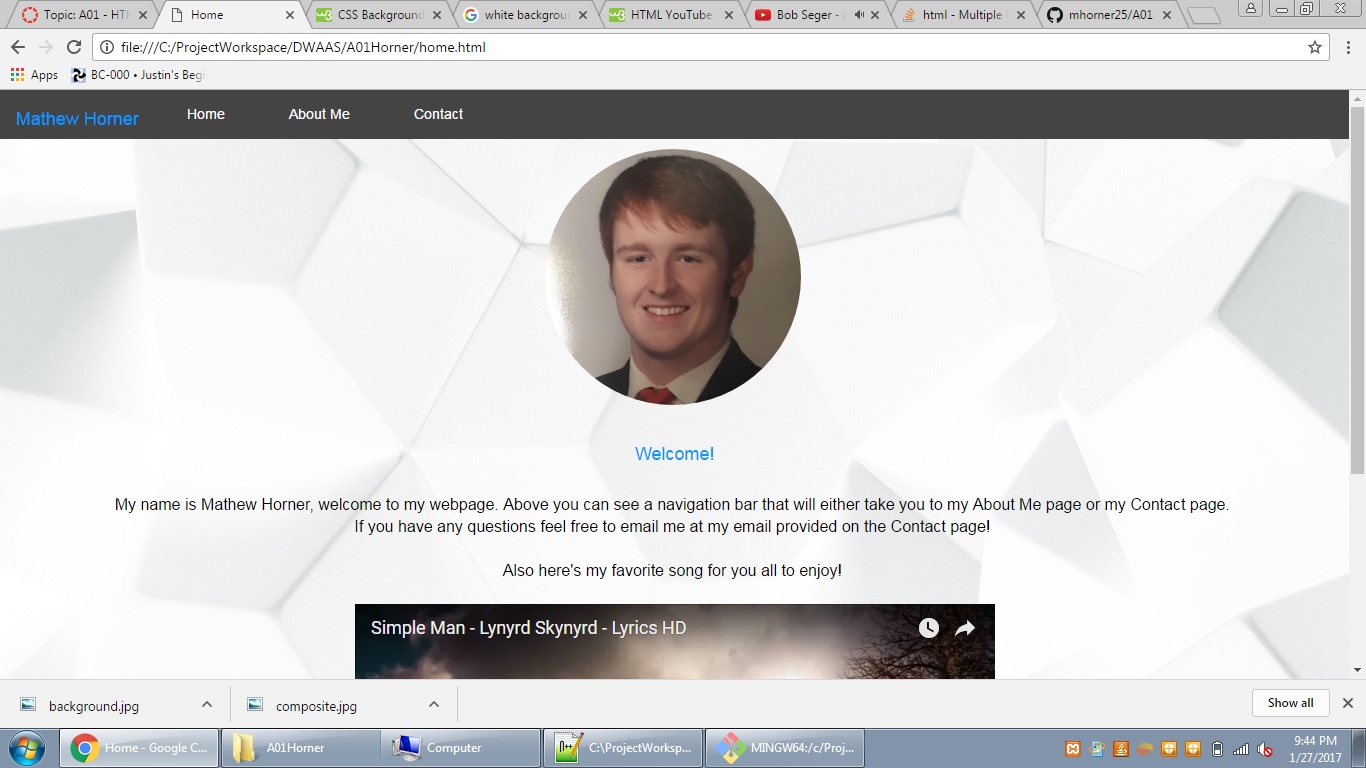 Topic: A01 - HT
Home
CSS Background
white backgroun
HTML YouTube
Bob Seger -
html - Multiple
mhorner25/A01
file:///C:/ProjectWorkspace/DWAAS/A01Horner/home.html
Apps
BC-000 • Justin's Beg
Mathew Horner
Home
About Me
Contact
Welcome!
My name is Mathew Horner, welcome to my webpage. Above you can see a navigation bar that will either take you to my About Me page or my Contact page.
If you have any questions feel free to email me at my email provided on the Contact page!
Also here's my favorite song for you all to enjoy!
Simple Man - Lynyrd Skynyrd - Lyrics HD
background.jpg
composite.jpg
Show all
Home - Google C...
A01Horner
Computer
C:\ProjectWorksp...
MINGW64:/c/Proj...
9:44 PM
1/27/2017